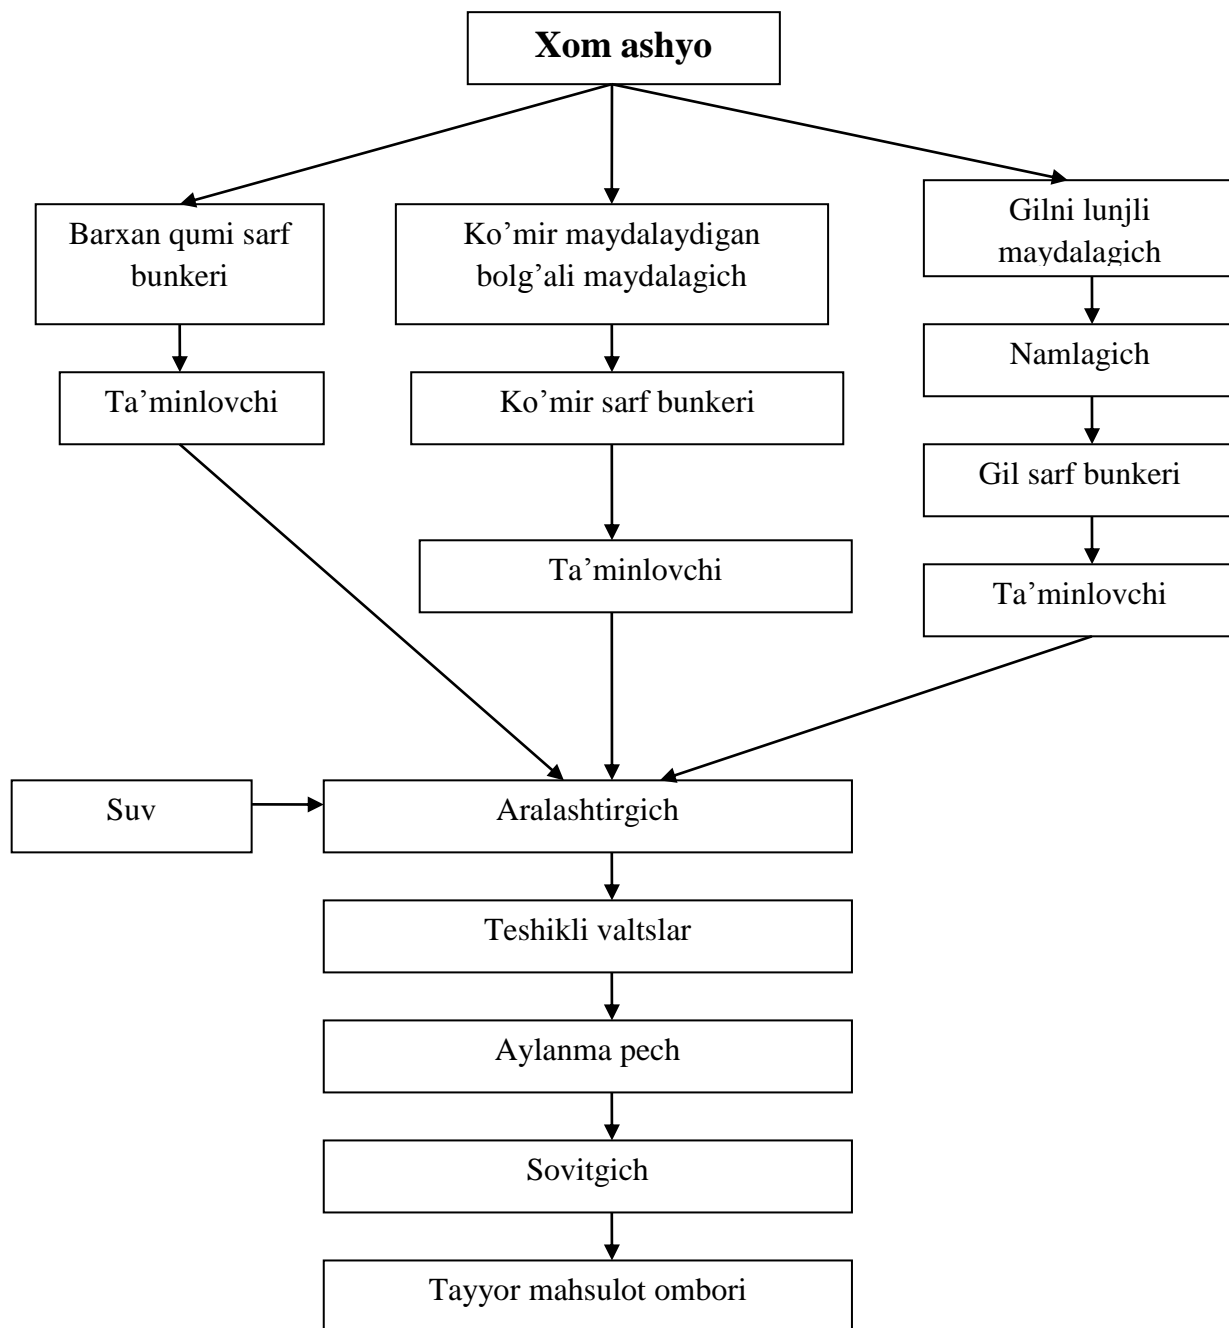 Xom ashyo
Barxan qumi sarf
bunkeri
Ko’mir maydalaydigan
bolg’ali maydalagich
Gilni lunjli
maydalagich
Namlagich
Ta’minlovchi
Ko’mir sarf bunkeri
Gil sarf bunkeri
Ta’minlovchi
Ta’minlovchi
Suv
Aralashtirgich
Teshikli valtslar
Aylanma pech
Sovitgich
Tayyor mahsulot ombori